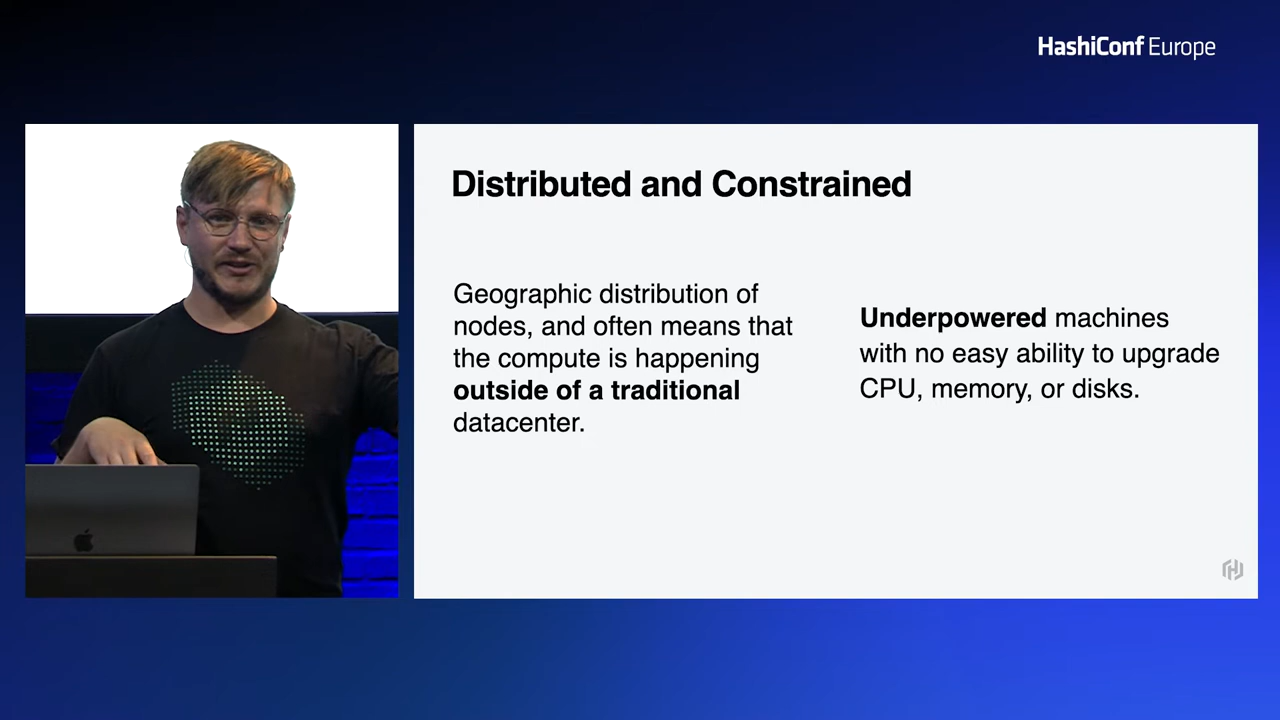 HashiConf Europe
Distributed and Constrained
Geographic distribution of
nodes, and often means that
the compute is happening
outside of a traditional
datacenter.
Underpowered machines
with no easy ability to upgrade
CPU, memory, or disks.